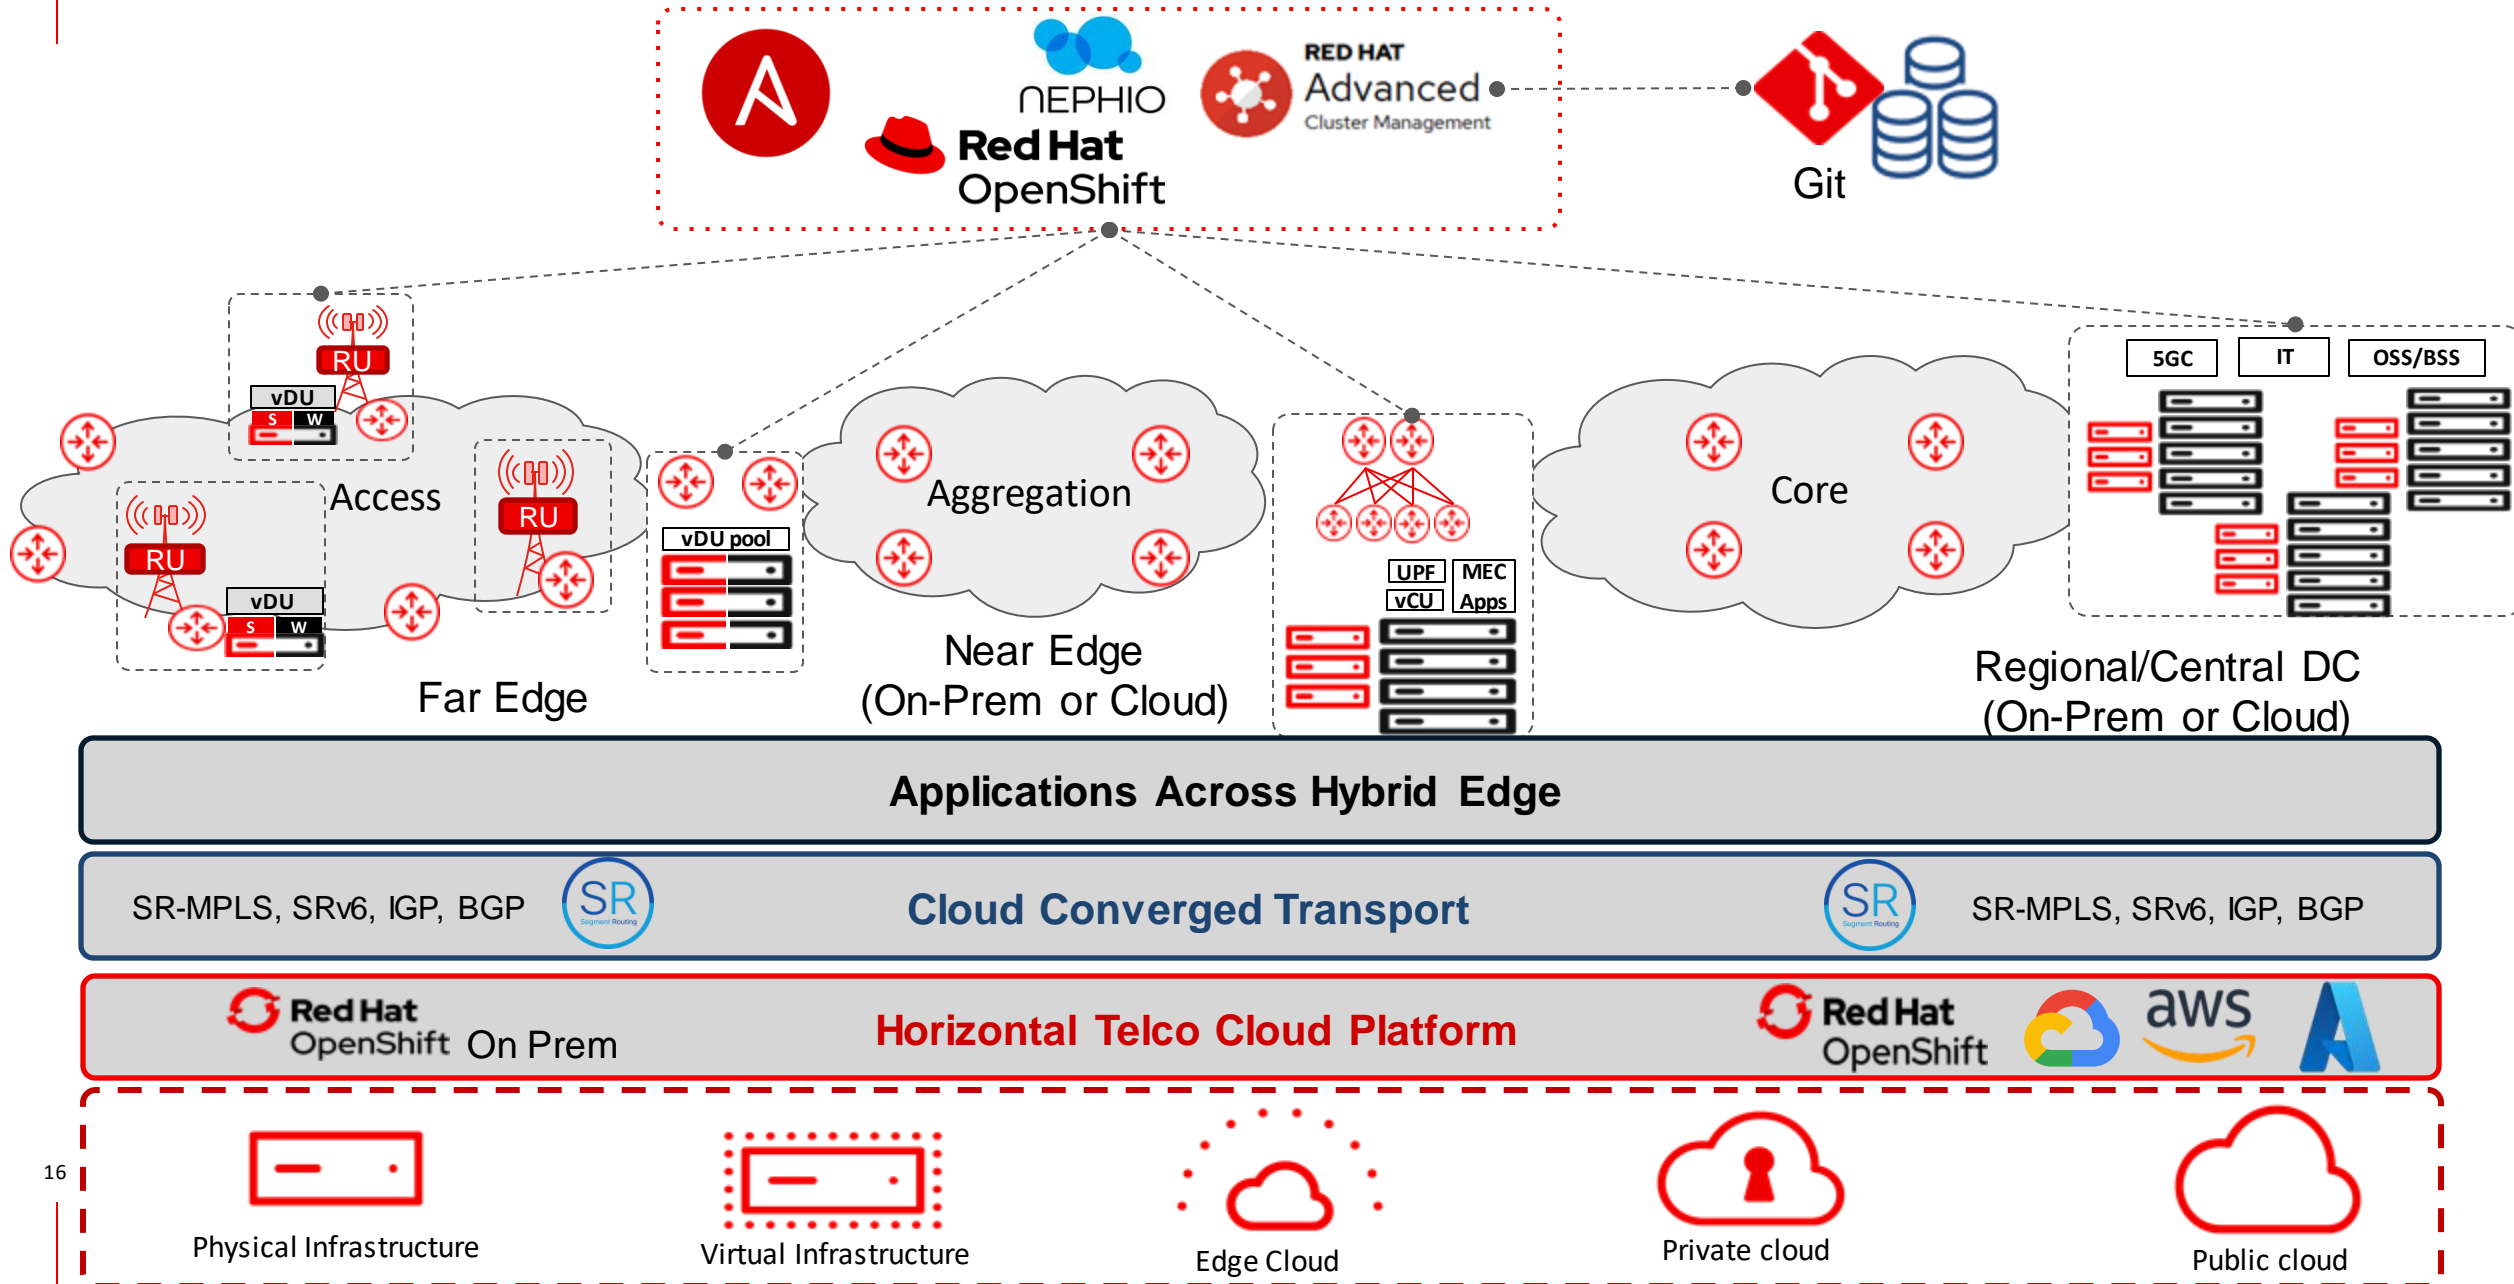 NEPHIO
Red Hat
OpenShift
RED HAT
Advanced
Cluster Management
Git
RU
vDU
S W
Access
RU
vDU
S W
RU
vDU pool
Far Edge
Aggregation
Near Edge
(On-Prem or Cloud)
UPF
vCU
MEC
Apps
Core
5GC
IT
OSS/BSS
Regional/Central DC
(On-Prem or Cloud)
Applications Across Hybrid Edge
SR-MPLS, SRv6, IGP, BGP
SR
Segment Routing
Cloud Converged Transport
SR
Segment Routing
SR-MPLS, SRv6, IGP, BGP
Red Hat
OpenShift On Prem
Horizontal Telco Cloud Platform
Red Hat
OpenShift
aws
16
Physical Infrastructure
Virtual Infrastructure
Edge Cloud
Private cloud
Public cloud